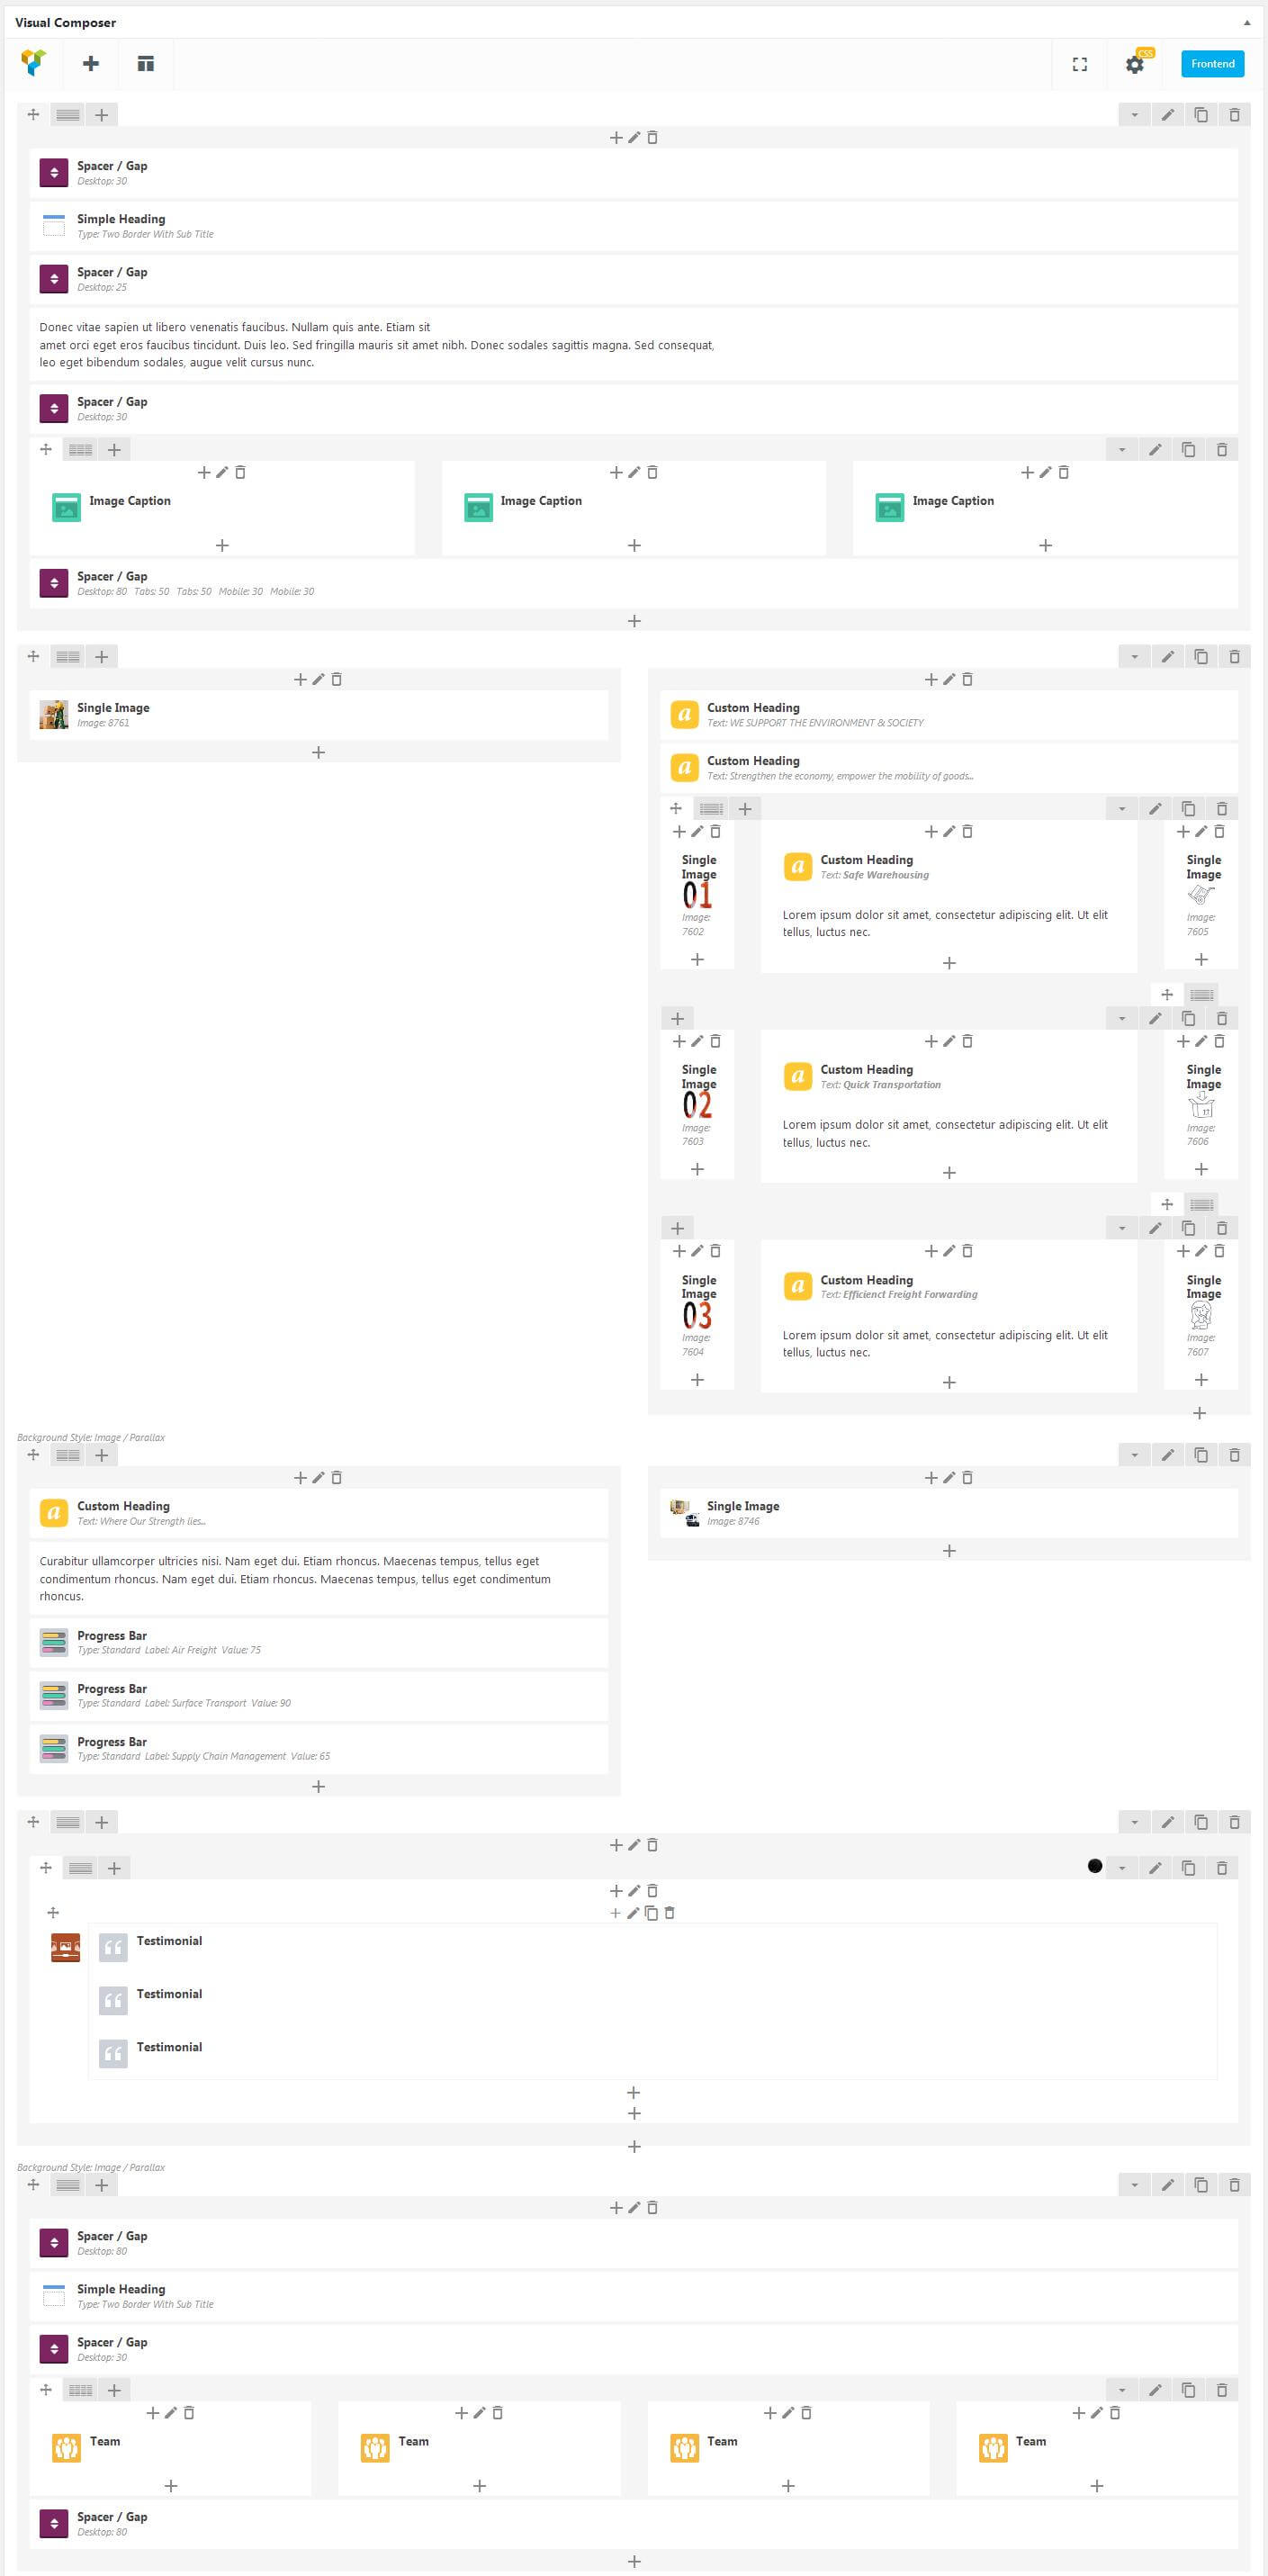 Visual Composer
CSS
Frontend
Spacer / Gap
Desktop: 30
Simple Heading
Type: Two Border With Sub Title
Spacer / Gap
Desktop: 25
Donec vitae sapien ut libero venenatis faucibus. Nullam quis ante. Etiam sit
amet orci eget eros faucibus tincidunt. Duis leo. Sed fringilla mauris sit amet nibh. Donec sodales sagittis magna. Sed consequat,
leo eget bibendum sodales, augue velit cursus nunc.
Spacer / Gap
Desktop: 30
Image Caption
Image Caption
Image Caption
Spacer / Gap
Desktop: 80 Tabs: 50 Tabs: 50 Mobile: 30 Mobile: 30
Single Image
Image: 8761
Custom Heading
Text: WE SUPPORT THE ENVIRONMENT & SOCIETY
Custom Heading
Text: Strengthen the economy, empower the mobility of goods...
Single
Image
01
Image:
7602
Custom Heading
Text: Safe Warehousing
Lorem ipsum dolor sit amet, consectetur adipiscing elit. Ut elit
tellus, luctus nec.
Single
Image
Image:
7605
Single
Image
02
Image:
7603
Custom Heading
Text: Quick Transportation
Lorem ipsum dolor sit amet, consectetur adipiscing elit. Ut elit
tellus, luctus nec.
Single
Image
Image:
7606
Single
Image
03
Image:
7604
Custom Heading
Text: Efficienct Freight Forwarding
Lorem ipsum dolor sit amet, consectetur adipiscing elit. Ut elit
tellus, luctus nec.
Single
Image
Image:
7607
Background Style: Image / Parallax
Custom Heading
Text: Where Our Strength lies...
Curabitur ullamcorper ultricies nisi. Nam eget dui. Etiam rhoncus. Maecenas tempus, tellus eget
condimentum rhoncus. Nam eget dui. Etiam rhoncus. Maecenas tempus, tellus eget condimentum
rhoncus.
Progress Bar
Type: Standard Label: Air Freight Value: 75
Progress Bar
Type: Standard Label: Surface Transport Value: 90
Progress Bar
Type: Standard Label: Supply Chain Management Value: 65
Single Image
Image: 8746
Testimonial
Testimonial
Testimonial
Background Style: Image / Parallax
Spacer / Gap
Desktop: 80
Simple Heading
Type: Two Border With Sub Title
Spacer / Gap
Desktop: 30
Team
Team
Team
Team
Spacer / Gap
Desktop: 80